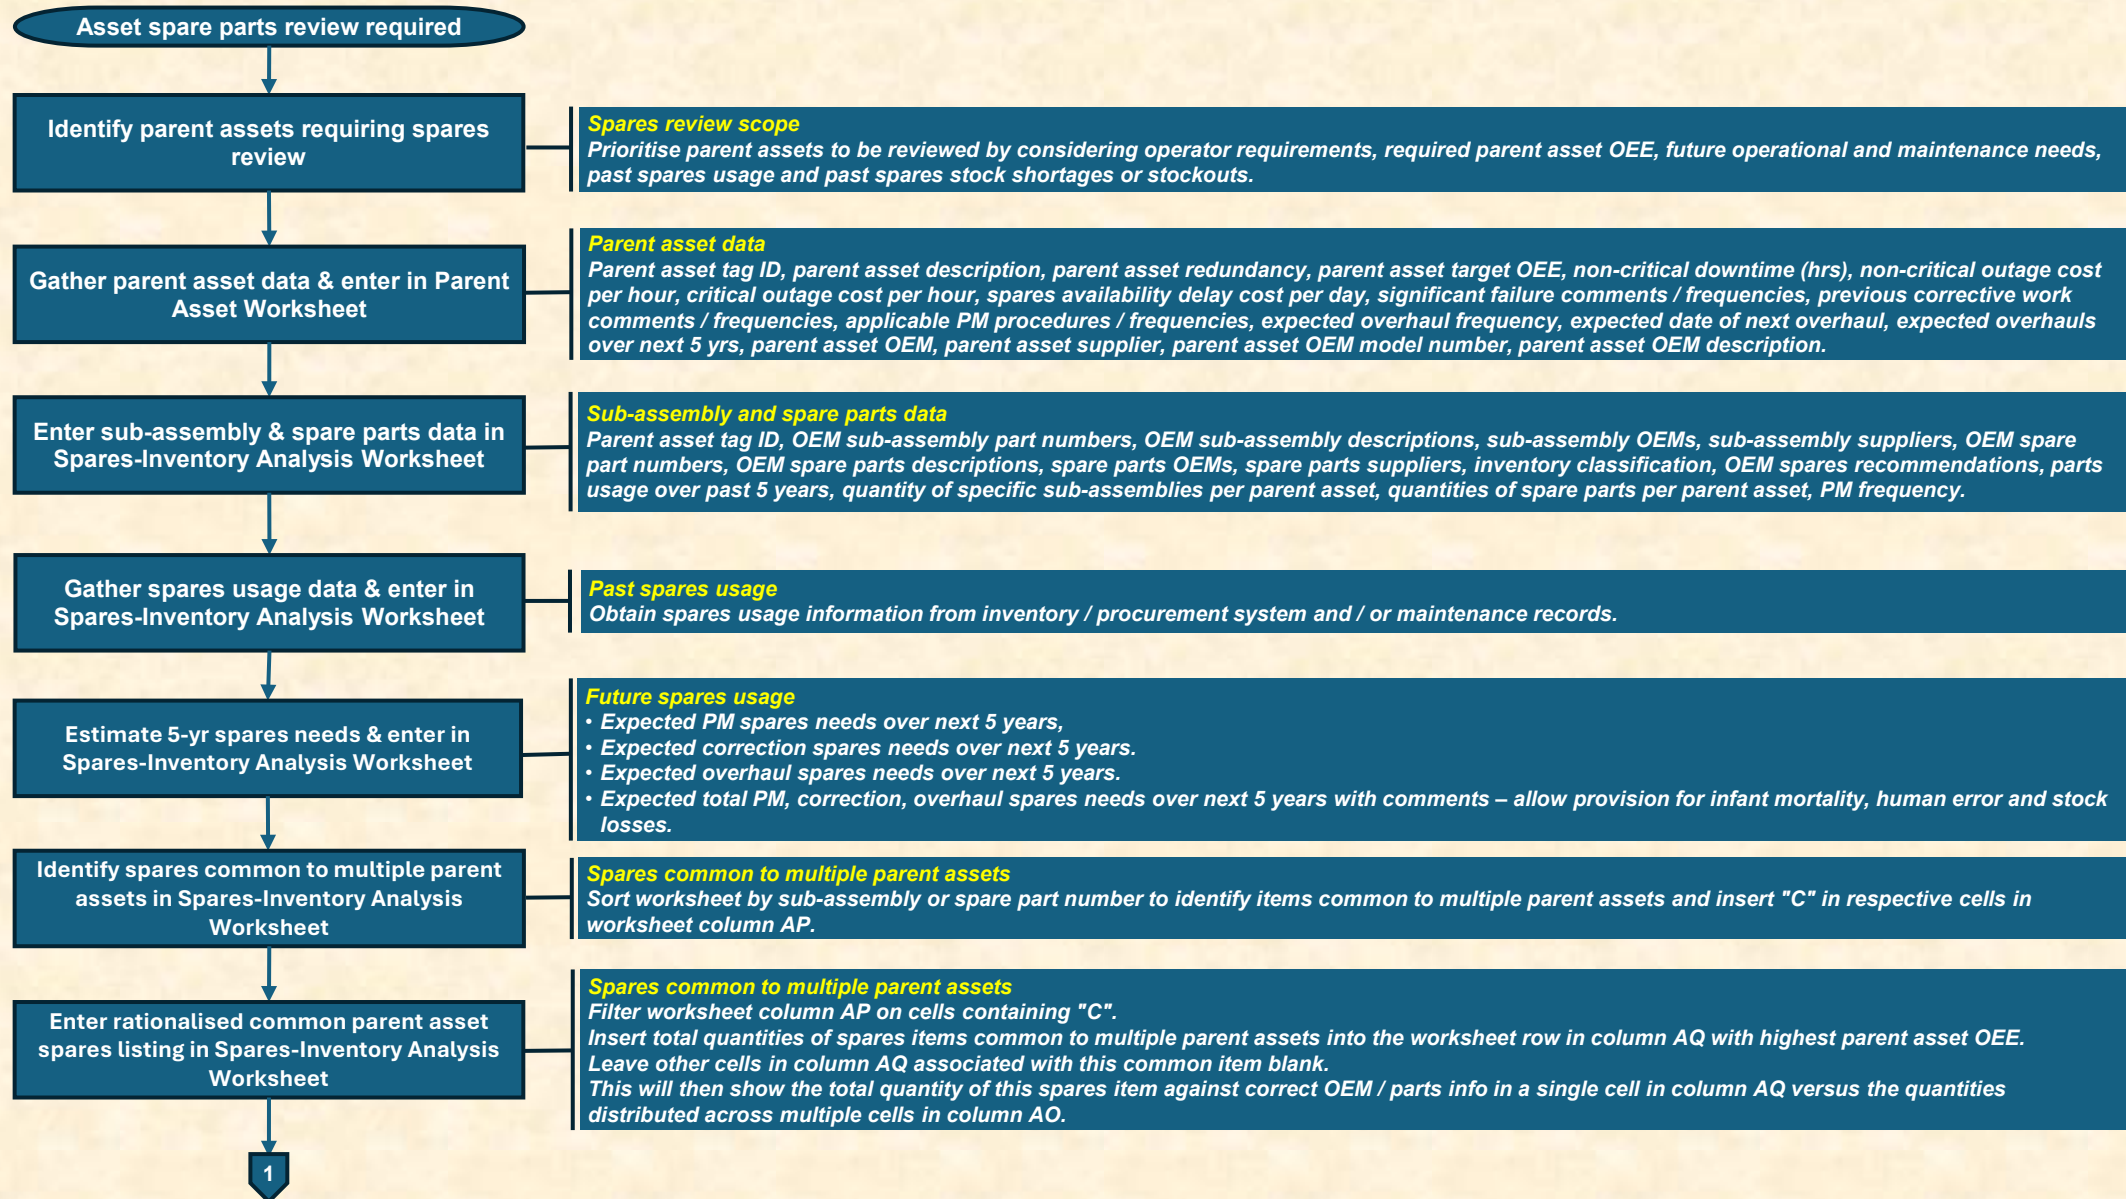 Asset spare parts review required
Identify parent assets requiring spares
review
Spares review scope
Prioritise parent assets to be reviewed by considering operator requirements, required parent asset OEE, future operational and maintenance needs,
past spares usage and past spares stock shortages or stockouts.
Gather parent asset data & enter in Parent
Asset Worksheet
Parent asset data
Parent asset tag ID, parent asset description, parent asset redundancy, parent asset target OEE, non-critical downtime (hrs), non-critical outage cost
per hour, critical outage cost per hour, spares availability delay cost per day, significant failure comments / frequencies, previous corrective work
comments / frequencies, applicable PM procedures / frequencies, expected overhaul frequency, expected date of next overhaul, expected overhauls
over next 5 yrs, parent asset OEM, parent asset supplier, parent asset OEM model number, parent asset OEM description.
Enter sub-assembly & spare parts data in
Spares-Inventory Analysis Worksheet
Sub-assembly and spare parts data
Parent asset tag ID, OEM sub-assembly part numbers, OEM sub-assembly descriptions, sub-assembly OEMs, sub-assembly suppliers, OEM spare
part numbers, OEM spare parts descriptions, spare parts OEMs, spare parts suppliers, inventory classification, OEM spares recommendations, parts
usage over past 5 years, quantity of specific sub-assemblies per parent asset, quantities of spare parts per parent asset, PM frequency.
Gather spares usage data & enter in
Spares-Inventory Analysis Worksheet
Past spares usage
Obtain spares usage information from inventory / procurement system and / or maintenance records.
Estimate 5-yr spares needs & enter in
Spares-Inventory Analysis Worksheet
Future spares usage
• Expected PM spares needs over next 5 years,
• Expected correction spares needs over next 5 years.
• Expected overhaul spares needs over next 5 years.
• Expected total PM, correction, overhaul spares needs over next 5 years with comments – allow provision for infant mortality, human error and stock
losses.
Identify spares common to multiple parent
assets in Spares-Inventory Analysis
Worksheet
Spares common to multiple parent assets
Sort worksheet by sub-assembly or spare part number to identify items common to multiple parent assets and insert "C" in respective cells in
worksheet column AP.
Enter rationalised common parent asset
spares listing in Spares-Inventory Analysis
Worksheet
Spares common to multiple parent assets
Filter worksheet column AP on cells containing "C".
Insert total quantities of spares items common to multiple parent assets into the worksheet row in column AQ with highest parent asset OEE.
Leave other cells in column AQ associated with this common item blank.
This will then show the total quantity of this spares item against correct OEM / parts info in a single cell in column AQ versus the quantities
distributed across multiple cells in column AO.
1